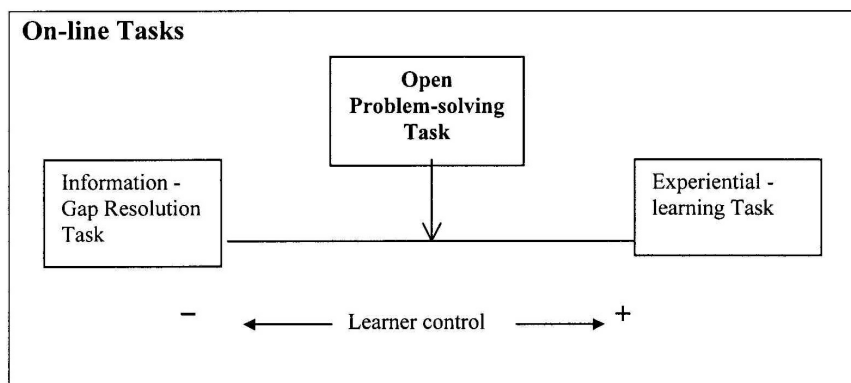 On-line Tasks
Open
Problem-solving
Task
Information -
Gap Resolution
Task
Experiential -
learning Task
− Learner control +